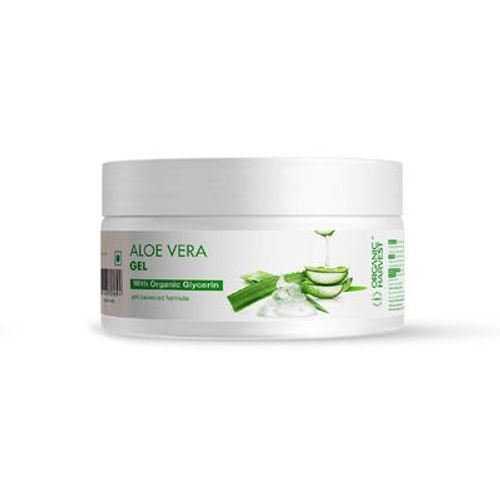 ALOE VERA
GEL
With Organic Glycerin
pH balanced formula
ORGANIC
HARVEST